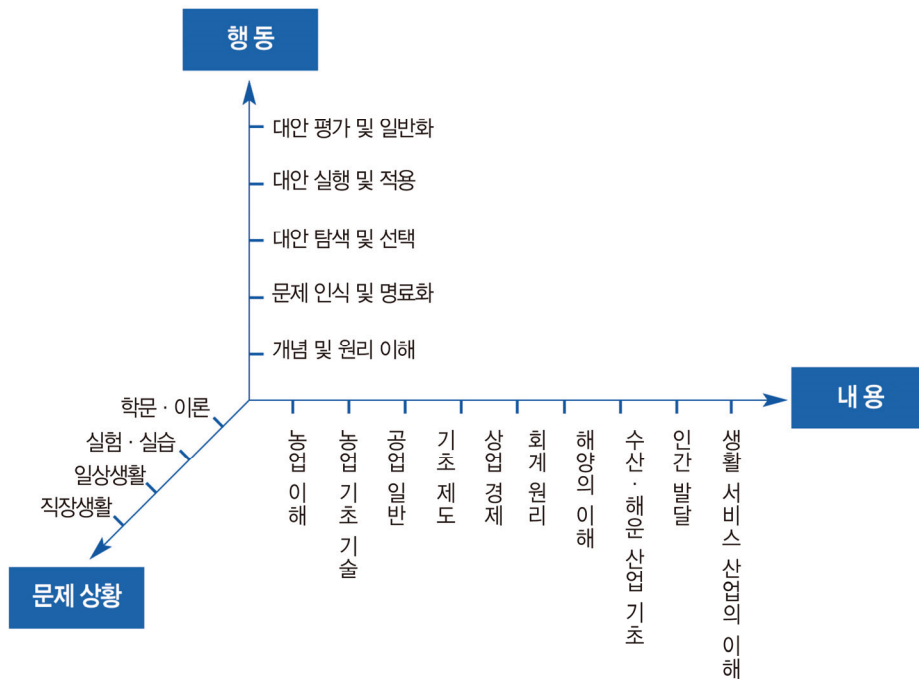 행동
대안 평가 및 일반화
대안 실행 및 적용
대안 탐색 및 선택
문제 인식 및 명료화
개념 및 원리 이해
내용
학문 · 이론
실험 · 실습
일상생활
직장생활
문제 상황
농업 이해
농업 기초 기술
공업 일반
기초 제도
상업 경제
회계 원리
해양의 이해
수산 · 해운 산업 기초
인간 발달
생활 서비스 산업의 이해